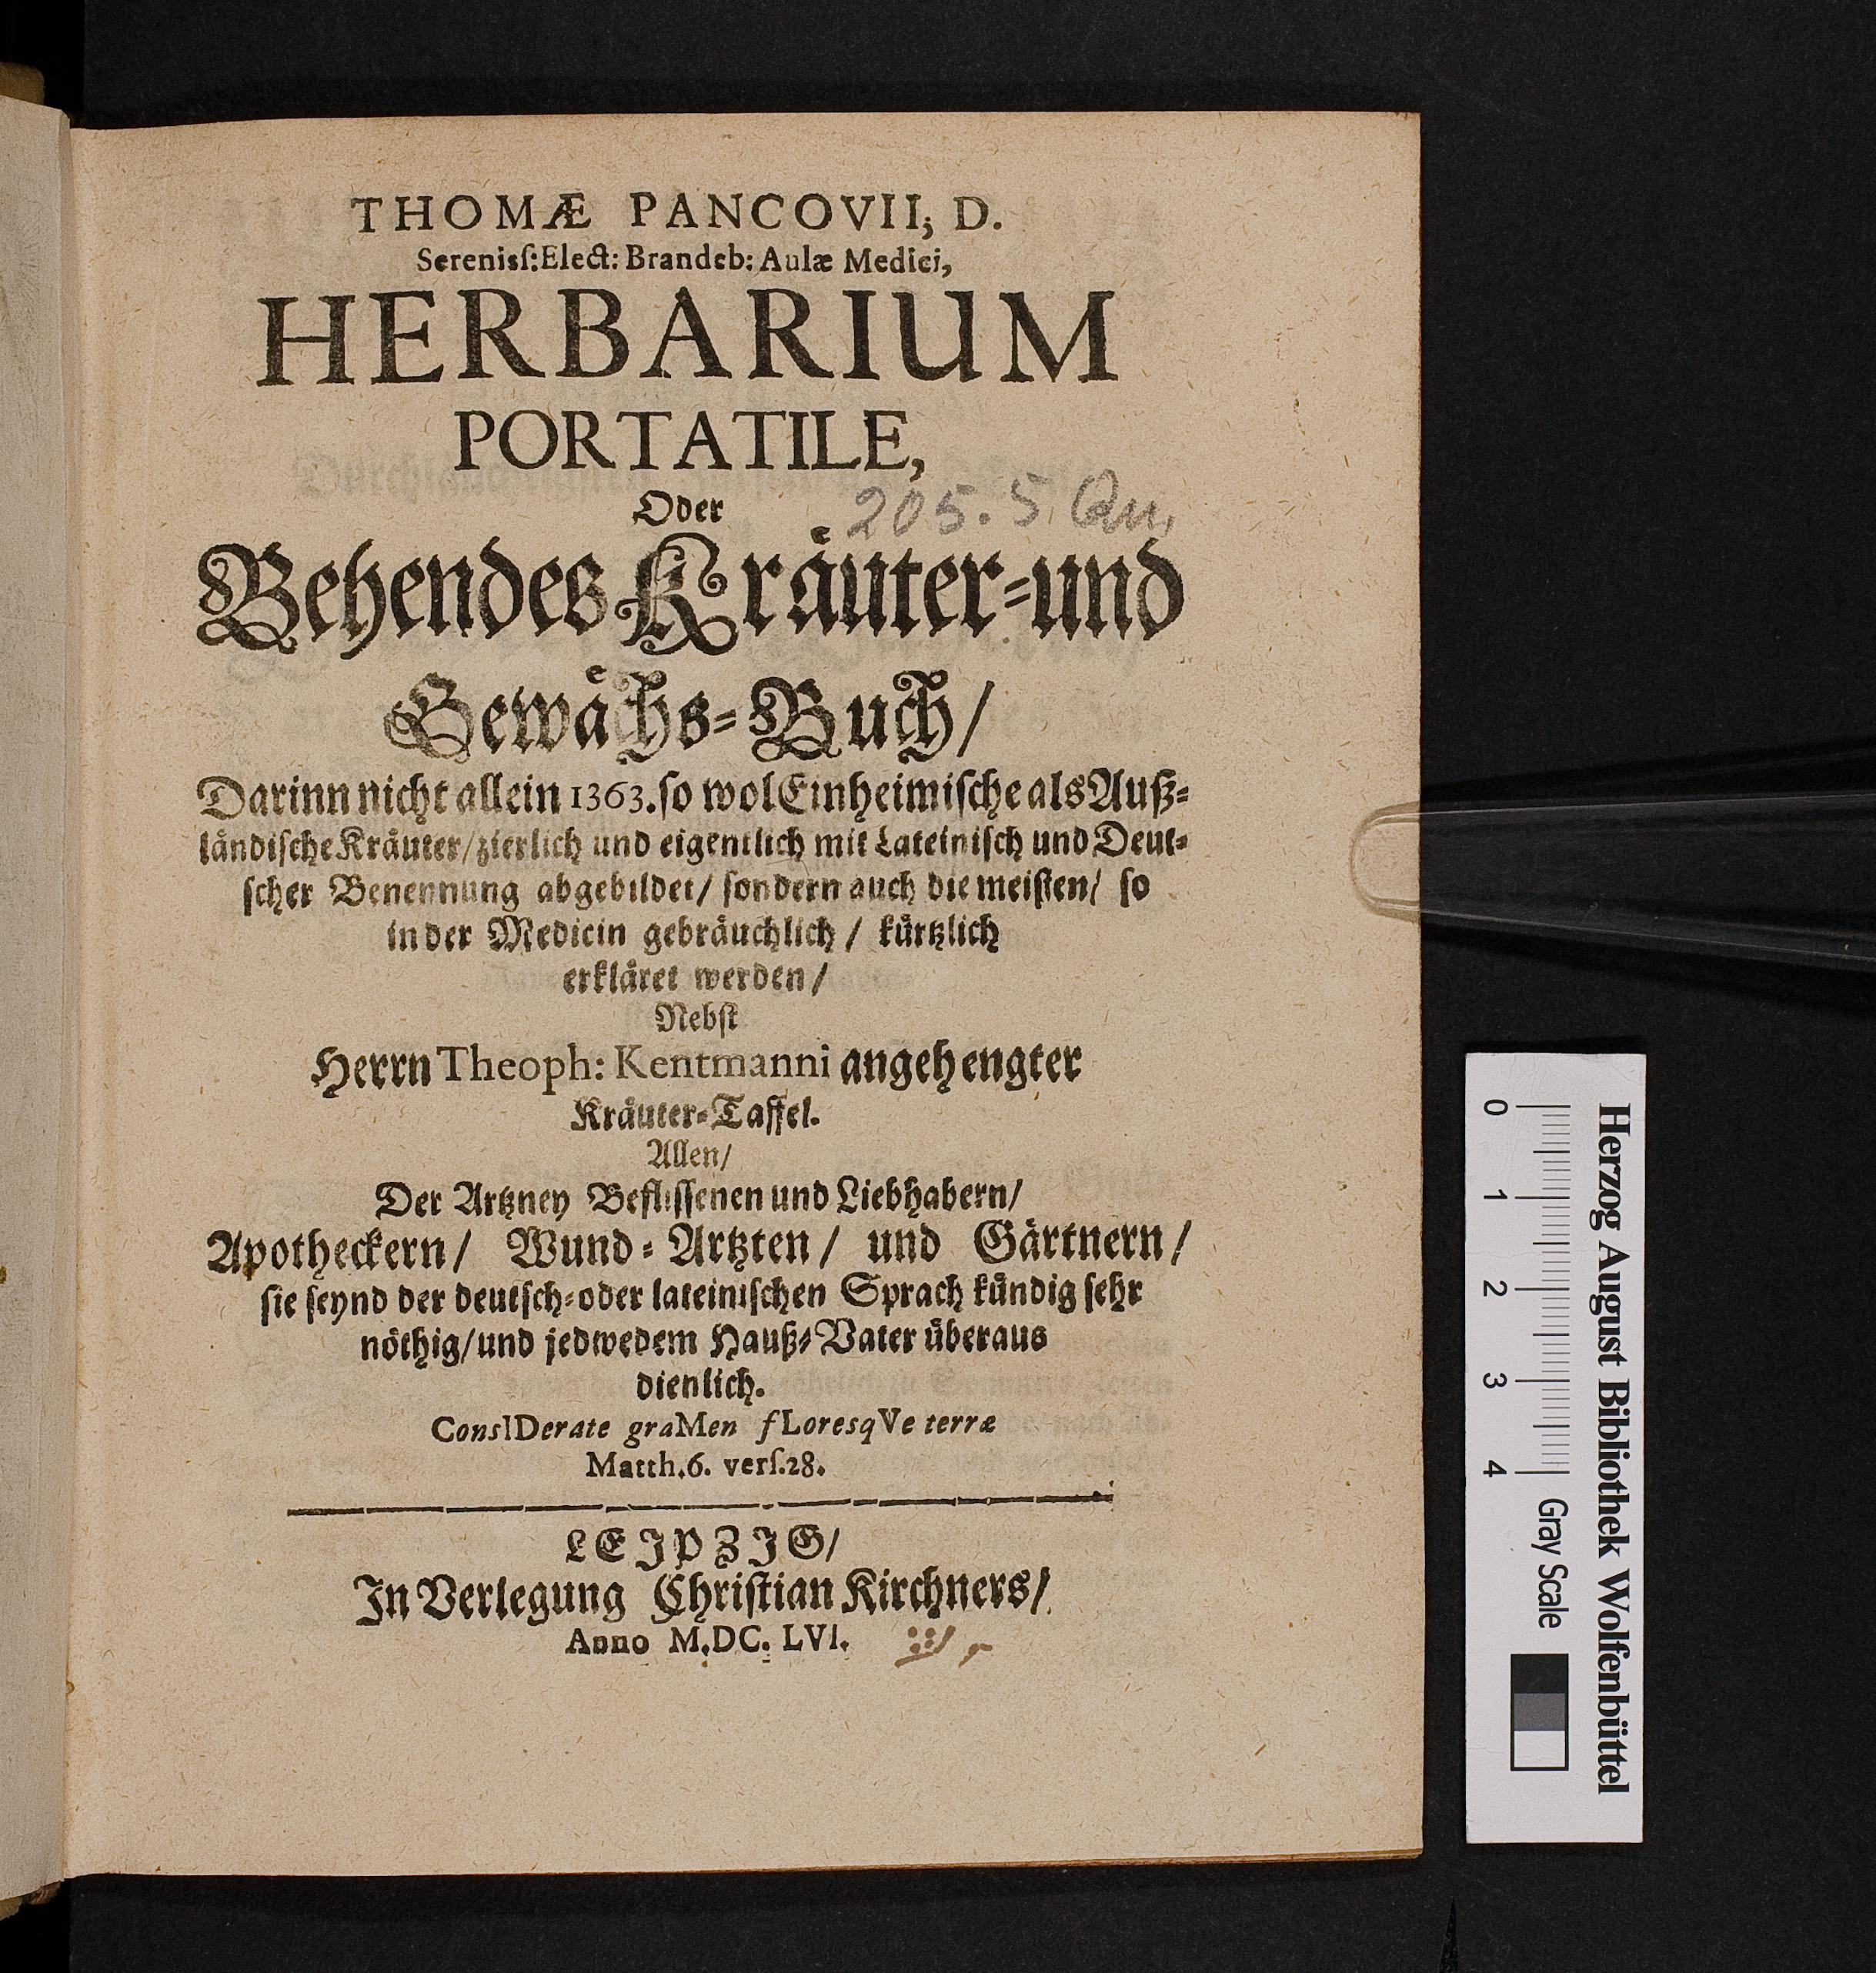 THOMÆ PANCOVII, D.
Sereniſſ: Elect: Brandeb: Aulæ Medici,
HERBARIUM
PORTATILE,
Oder
205.5 Qu.
Behendes Kräuter-und
Gewächs-Buch/
Darinn nicht allein 1363. ſo wol Einheimiſche als Auß-
ländiſche Kräuter/ zierlich und eigentlich mit Lateiniſch und Deut-
ſcher Benennung abgebildet/ ſondern auch die meiſten/ ſo
in der Medicin gebräuchlich / kürtzlich
erkläret werden/
Nebſt
Herrn Theoph: Kentmanni angehengter
Kräuter-Taffel.
Allen/
Der Artzney Befliſſenen und Liebhabern/
Apotheckern/ Wund-Artzten/ und Gärtnern/
ſie ſeynd der deutſch-oder lateiniſchen Sprach kündig ſehr
nöthig/ und jedwedem Hauß-Vater überaus
dienlich.
ConsIDerate graMen fLoresqVe terræ
Matth. 6. verſ. 28.
LEIPZIG/
In Verlegung Chriſtian Kirchners/
Anno M.DC. LVI.
Herzog August Bibliothek Wolfenbüttel
0 1 2 3 4 Gray Scale